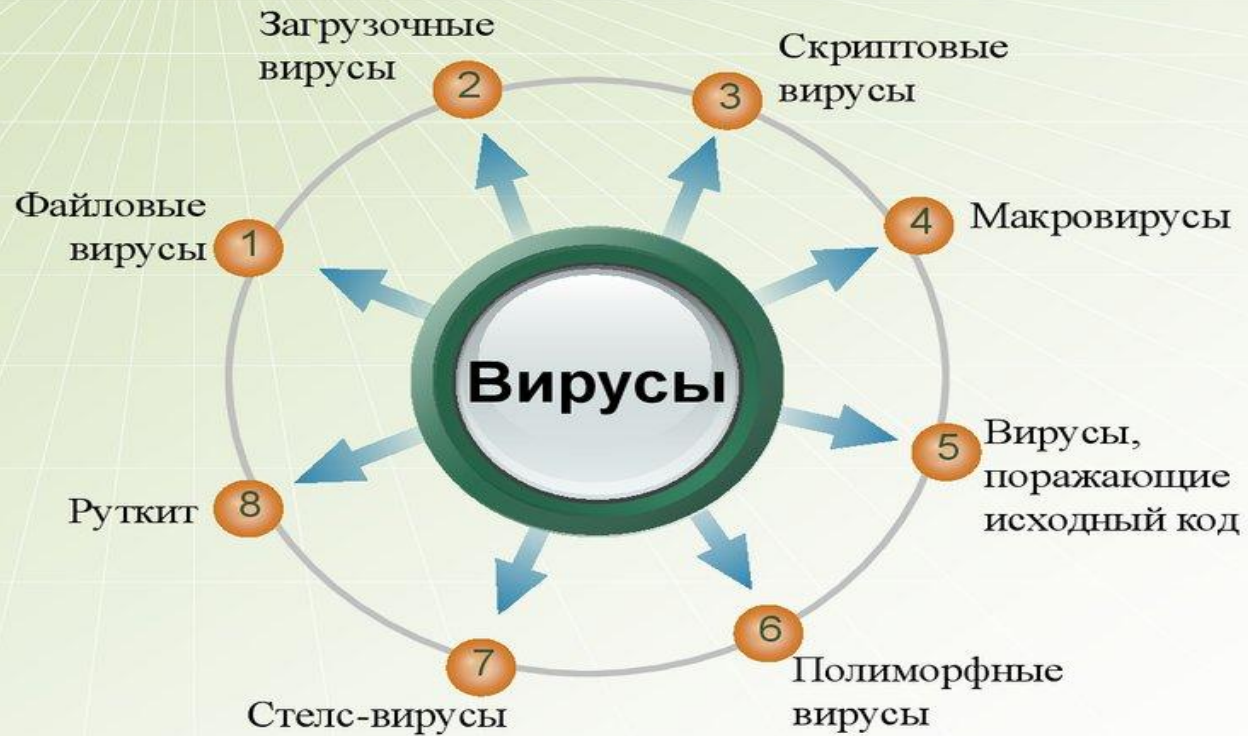 Вирусы
1
Файловые
вирусы
2
Загрузочные
вирусы
3
Скриптовые
вирусы
4
Макровирусы
5
Вирусы,
поражающие
исходный код
6
Полиморфные
вирусы
7
Стелс-вирусы
8
Руткит